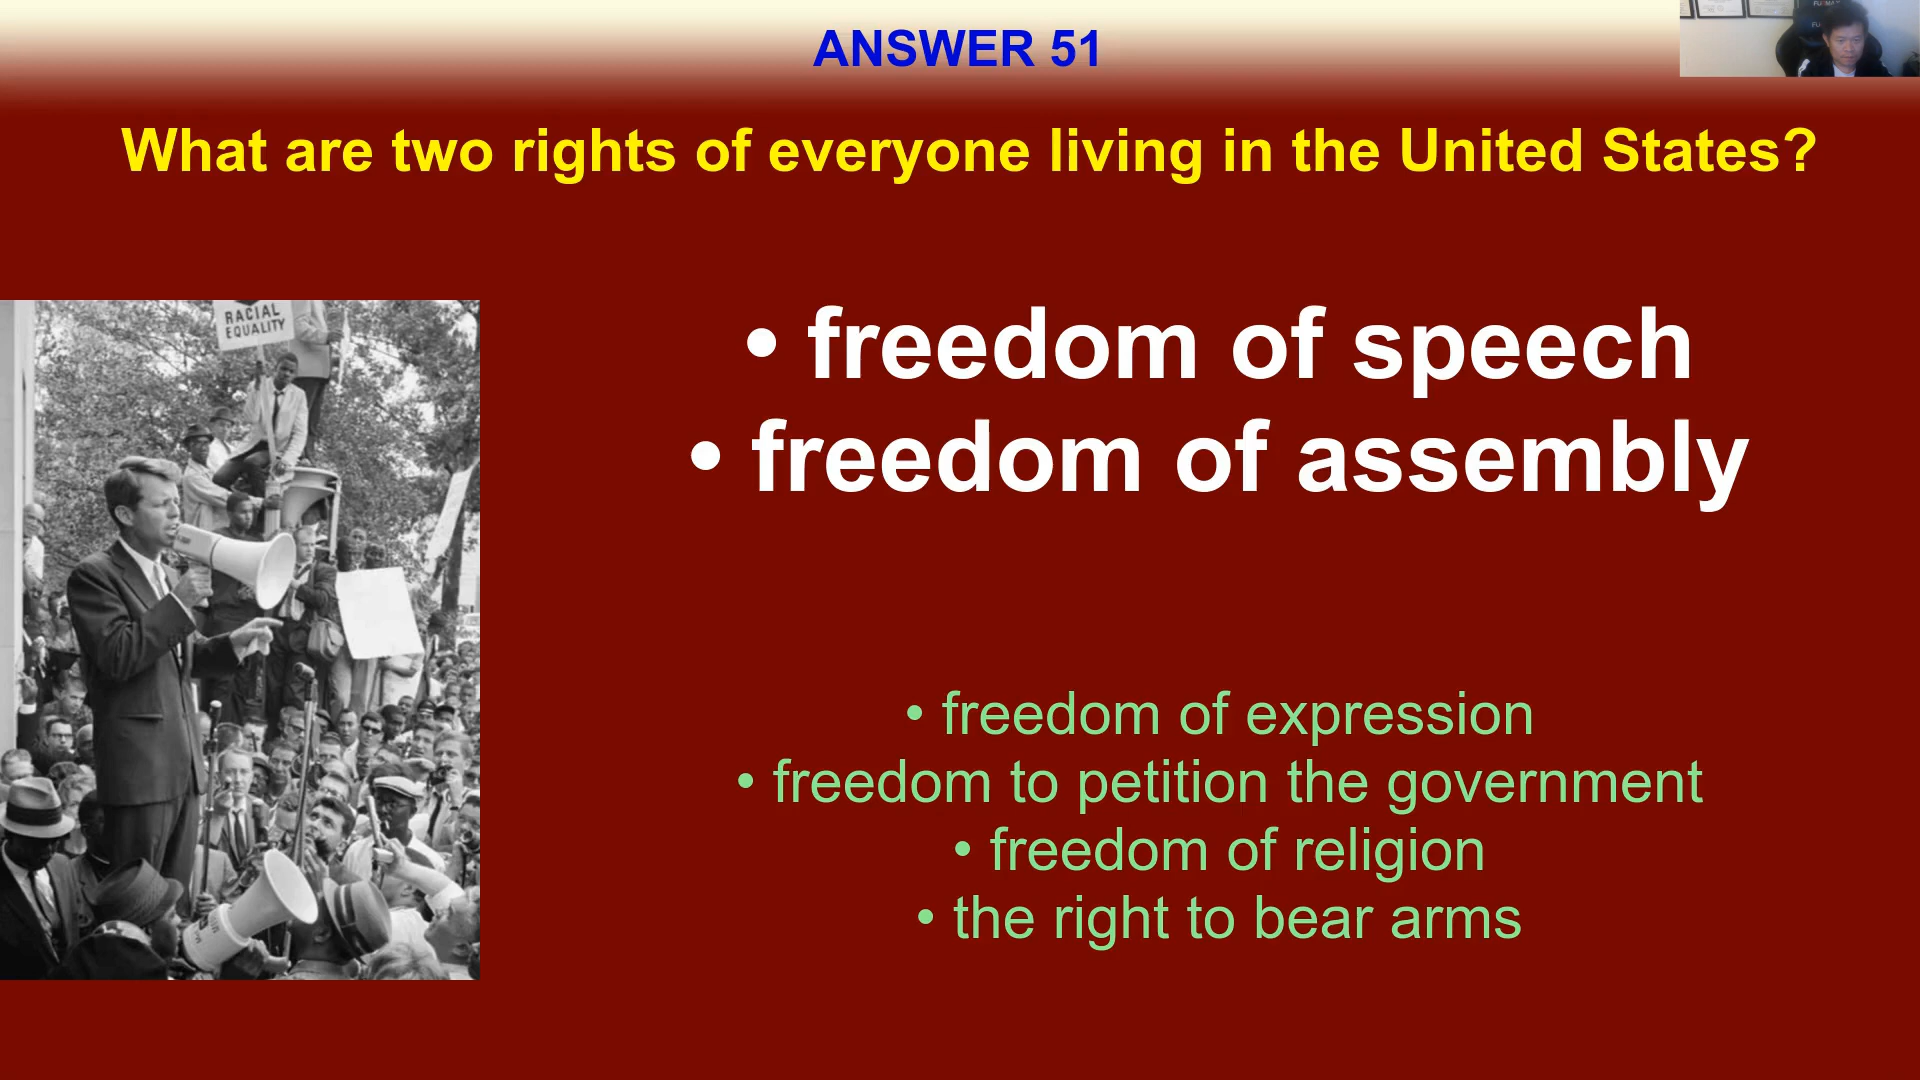 ANSWER 51
What are two rights of everyone living in the United States?
RACIAL
EQUALITY
• freedom of speech
• freedom of assembly
• freedom of expression
• freedom to petition the government
• freedom of religion
• the right to bear arms